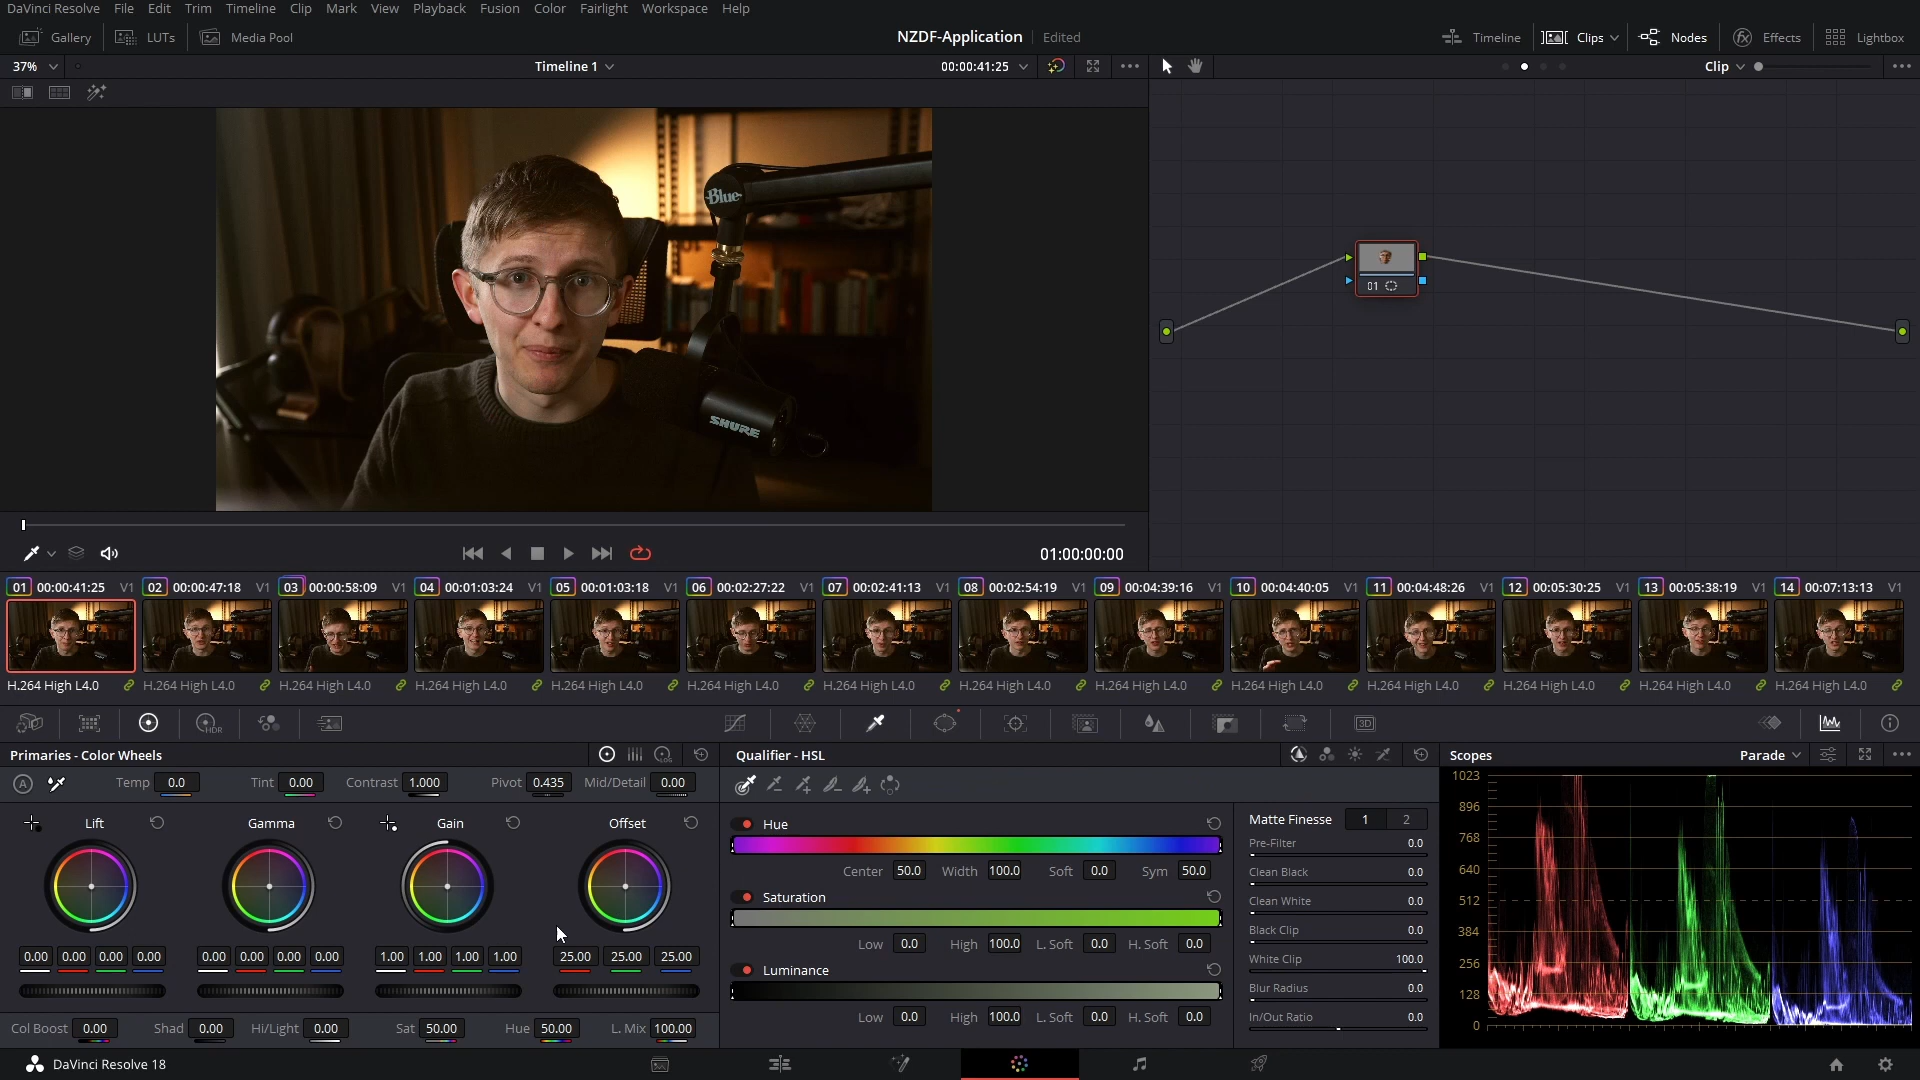 DaVinci Resolve File Edit Trim Timeline Clip Mark View Playback Fusion Color Fairlight Workspace Help
Gallery LUTs Media Pool NZDF-Application Edited Timeline Clips Nodes Effects Lightbox
37% Timeline 1 00:00:41:25 Clip
Blue
SHURE
01
01:00:00:00
01 00:00:41:25 V1 02 00:00:47:18 V1 03 00:00:58:09 V1 04 00:01:03:24 V1 05 00:01:03:18 V1 06 00:02:27:22 V1 07 00:02:41:13 V1 08 00:02:54:19 V1 09 00:04:39:16 V1 10 00:04:40:05 V1 11 00:04:48:26 V1 12 00:05:30:25 V1 13 00:05:38:19 V1 14 00:07:13:13 V1
H.264 High L4.0 H.264 High L4.0 H.264 High L4.0 H.264 High L4.0 H.264 High L4.0 H.264 High L4.0 H.264 High L4.0 H.264 High L4.0 H.264 High L4.0 H.264 High L4.0 H.264 High L4.0 H.264 High L4.0 H.264 High L4.0 H.264 High L4.0
HDR 3D
Primaries - Color Wheels LOG
A Temp 0.0 Tint 0.00 Contrast 1.000 Pivot 0.435 Mid/Detail 0.00
Lift Gamma Gain Offset
0.00 0.00 0.00 0.00 0.00 0.00 0.00 0.00 1.00 1.00 1.00 1.00 25.00 25.00 25.00
Col Boost 0.00 Shad 0.00 Hi/Light 0.00 Sat 50.00 Hue 50.00 L. Mix 100.00
Qualifier - HSL
Hue
Center 50.0 Width 100.0 Soft 0.0 Sym 50.0
Saturation
Low 0.0 High 100.0 L. Soft 0.0 H. Soft 0.0
Luminance
Low 0.0 High 100.0 L. Soft 0.0 H. Soft 0.0
Matte Finesse 1 2
Pre-Filter 0.0
Clean Black 0.0
Clean White 0.0
Black Clip 0.0
White Clip 100.0
Blur Radius 0.0
In/Out Ratio 0.0
Scopes Parade
1023
896
768
640
512
384
256
128
0
DaVinci Resolve 18